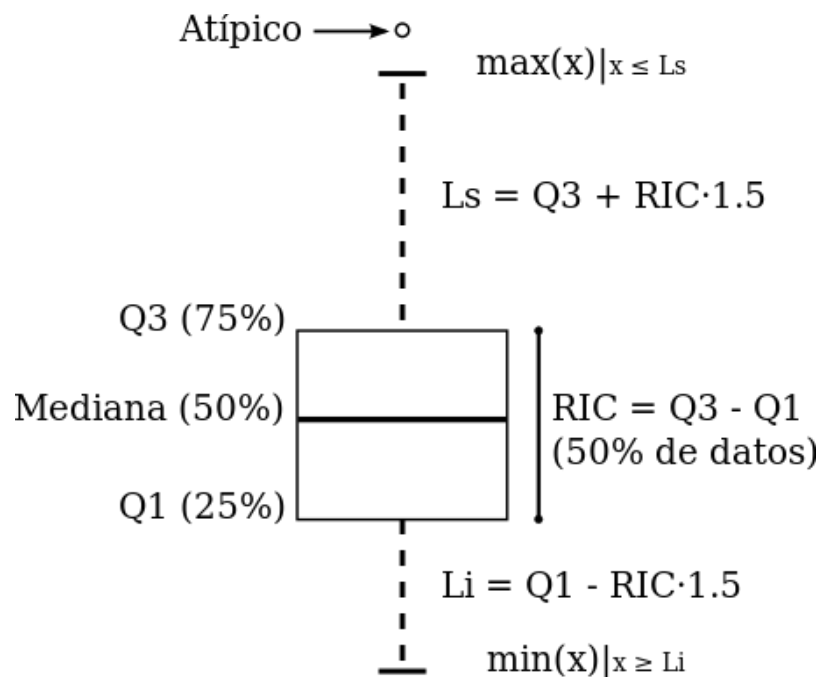 Atípico
max(x)|x ≤ Ls
Ls = Q3 + RIC·1.5
Q3 (75%)
Mediana (50%)
RIC = Q3 - Q1
(50% de datos)
Q1 (25%)
Li = Q1 - RIC·1.5
min(x)|x ≥ Li